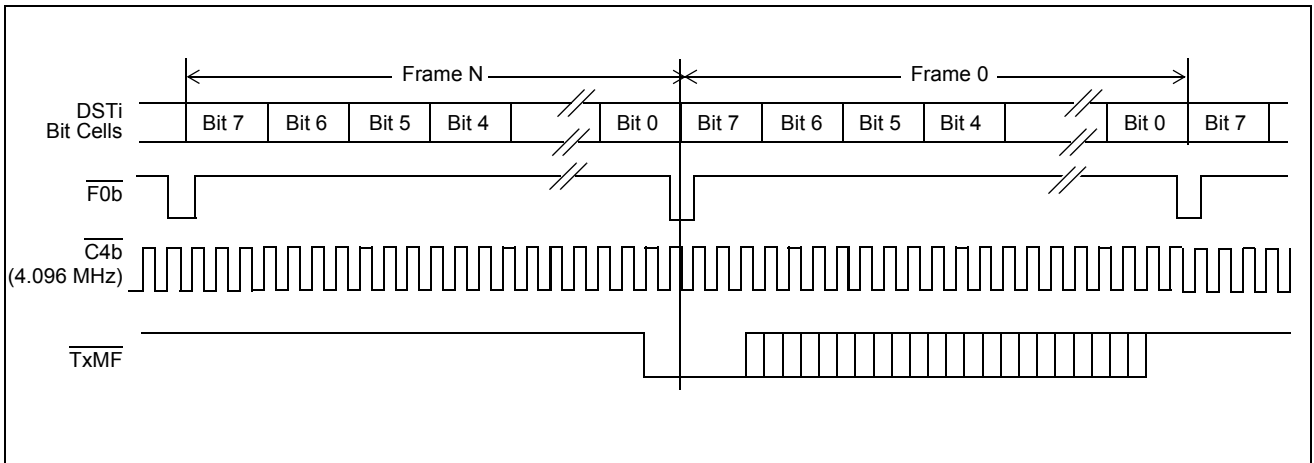 Frame N
Frame 0
DSTi
Bit Cells
Bit 7
Bit 6
Bit 5
Bit 4
Bit 0
Bit 7
Bit 6
Bit 5
Bit 4
Bit 0
Bit 7
F0b
C4b
(4.096 MHz)
TxMF